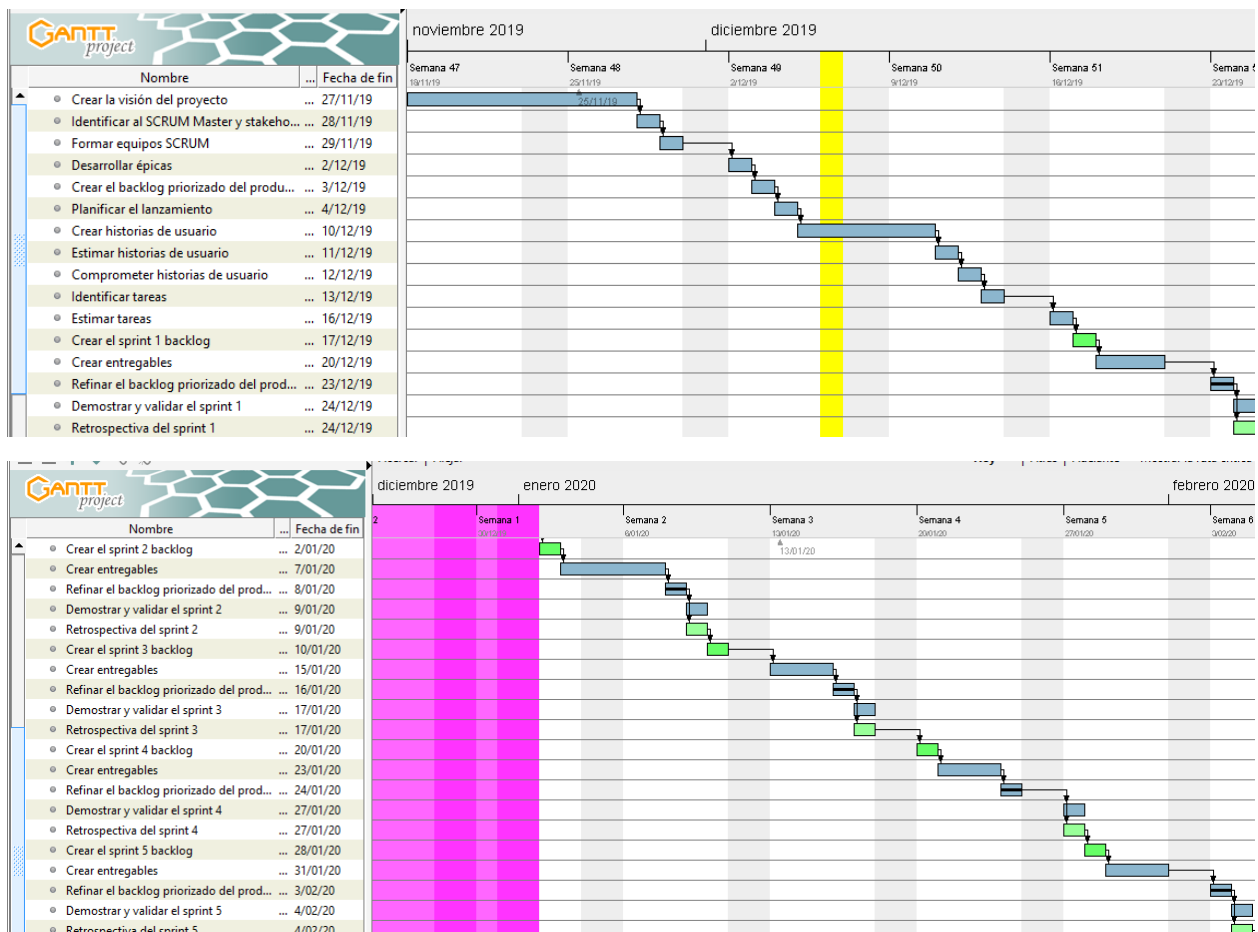 GANTT project
noviembre 2019 diciembre 2019
Nombre ... Fecha de fin
Semana 47 Semana 48 Semana 49 Semana 50 Semana 51 Semana
18/11/19 25/11/19 2/12/19 9/12/19 16/12/19 23/12/19
25/11/19
Crear la visión del proyecto ... 27/11/19
Identificar al SCRUM Master y stakeho... ... 28/11/19
Formar equipos SCRUM ... 29/11/19
Desarrollar épicas ... 2/12/19
Crear el backlog priorizado del produ... ... 3/12/19
Planificar el lanzamiento ... 4/12/19
Crear historias de usuario ... 10/12/19
Estimar historias de usuario ... 11/12/19
Comprometer historias de usuario ... 12/12/19
Identificar tareas ... 13/12/19
Estimar tareas ... 16/12/19
Crear el sprint 1 backlog ... 17/12/19
Crear entregables ... 20/12/19
Refinar el backlog priorizado del prod... ... 23/12/19
Demostrar y validar el sprint 1 ... 24/12/19
Retrospectiva del sprint 1 ... 24/12/19
GANTT project
diciembre 2019 enero 2020 febrero 2020
Nombre ... Fecha de fin
2 Semana 1 Semana 2 Semana 3 Semana 4 Semana 5 Semana 6
30/12/19 6/01/20 13/01/20 20/01/20 27/01/20 3/02/20
13/01/20
Crear el sprint 2 backlog ... 2/01/20
Crear entregables ... 7/01/20
Refinar el backlog priorizado del prod... ... 8/01/20
Demostrar y validar el sprint 2 ... 9/01/20
Retrospectiva del sprint 2 ... 9/01/20
Crear el sprint 3 backlog ... 10/01/20
Crear entregables ... 15/01/20
Refinar el backlog priorizado del prod... ... 16/01/20
Demostrar y validar el sprint 3 ... 17/01/20
Retrospectiva del sprint 3 ... 17/01/20
Crear el sprint 4 backlog ... 20/01/20
Crear entregables ... 23/01/20
Refinar el backlog priorizado del prod... ... 24/01/20
Demostrar y validar el sprint 4 ... 27/01/20
Retrospectiva del sprint 4 ... 27/01/20
Crear el sprint 5 backlog ... 28/01/20
Crear entregables ... 31/01/20
Refinar el backlog priorizado del prod... ... 3/02/20
Demostrar y validar el sprint 5 ... 4/02/20
Retrospectiva del sprint 5 ... 4/02/20